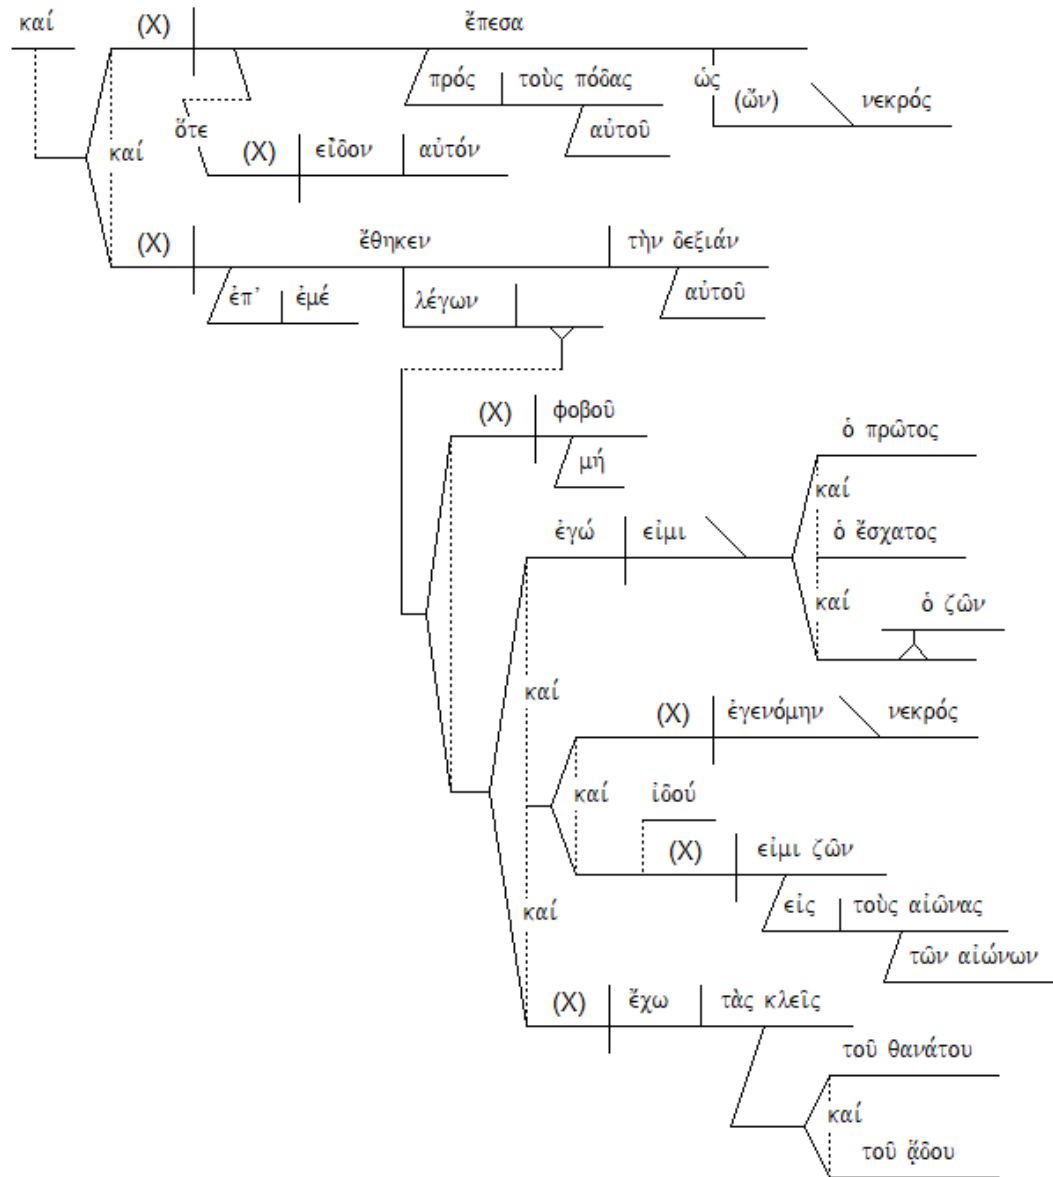 καί (X) ἔπεσα
πρός τοὺς πόδας ὡς (ὤν) νεκρός
ὅτε καί (X) εἶδον αὐτόν αὐτοῦ
(X) ἔθηκεν τὴν δεξιάν
ἐπ' ἐμέ λέγων αὐτοῦ
(X) φοβοῦ
μή
ὁ πρῶτος
καί
ἐγώ εἰμι ὁ ἔσχατος
καί ὁ ζῶν
καί
(X) ἐγενόμην νεκρός
καί ἰδού
(X) εἰμι ζῶν
καί εἰς τοὺς αἰῶνας
τῶν αἰώνων
(X) ἔχω τὰς κλεῖς
τοῦ θανάτου
καί
τοῦ ᾅδου